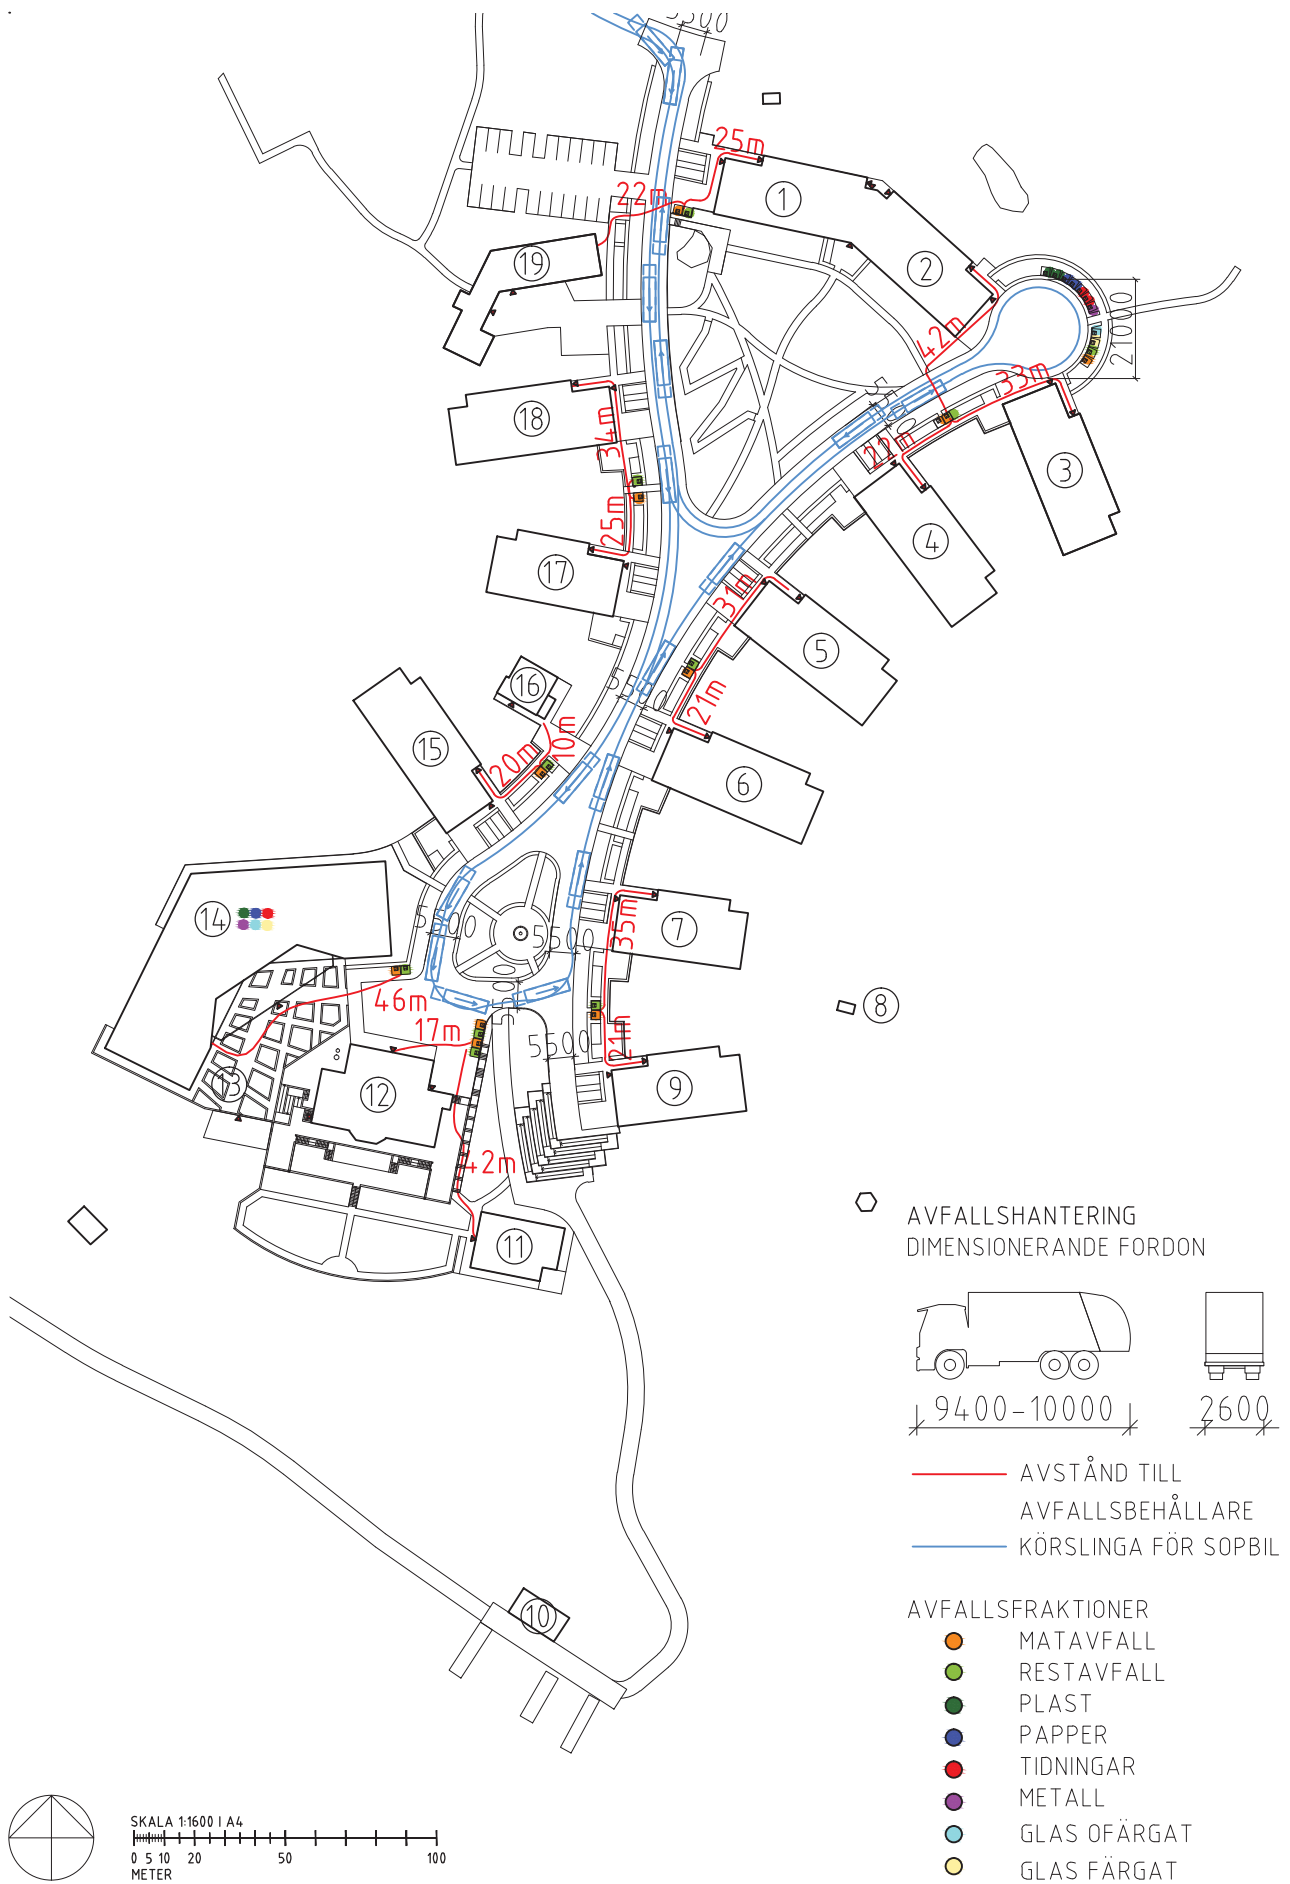 5500
25m
22m
1
19
2
21000
42m
33m
18
5500
34m
22m
3
25m
4
17
31m
5
16
5500
21m
10m
15
20m
6
14
5500
35m
7
5500
46m
8
17m
5500
21m
13
12
9
42m
11
AVFALLSHANTERING
DIMENSIONERANDE FORDON
9400-10000
2600
AVSTÅND TILL
AVFALLSBEHÅLLARE
KÖRSLINGA FÖR SOPBIL
10
AVFALLSFRAKTIONER
MATAVFALL
RESTAVFALL
PLAST
PAPPER
TIDNINGAR
METALL
GLAS OFÄRGAT
GLAS FÄRGAT
SKALA 1:1600 I A4
0 5 10 20 50 100
METER